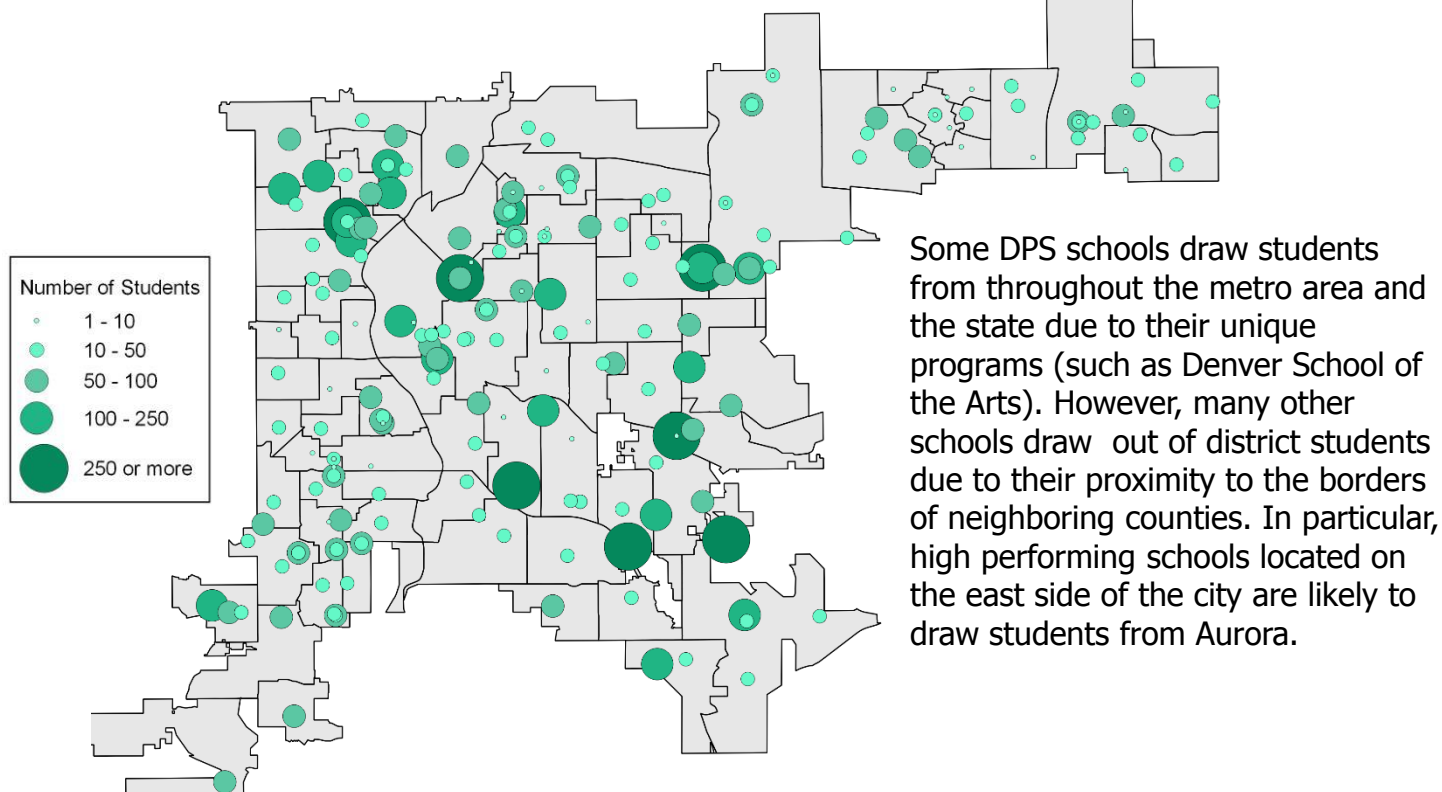 Number of Students
1 - 10
10 - 50
50 - 100
100 - 250
250 or more
Some DPS schools draw students
from throughout the metro area and
the state due to their unique
programs (such as Denver School of
the Arts). However, many other
schools draw  out of district students
due to their proximity to the borders
of neighboring counties. In particular,
high performing schools located on
the east side of the city are likely to
draw students from Aurora.